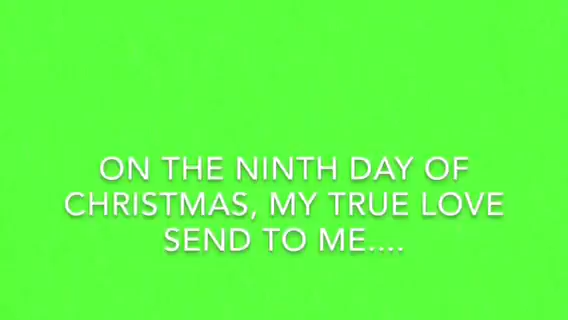 ON THE NINTH DAY OF
CHRISTMAS, MY TRUE LOVE
SEND TO ME....